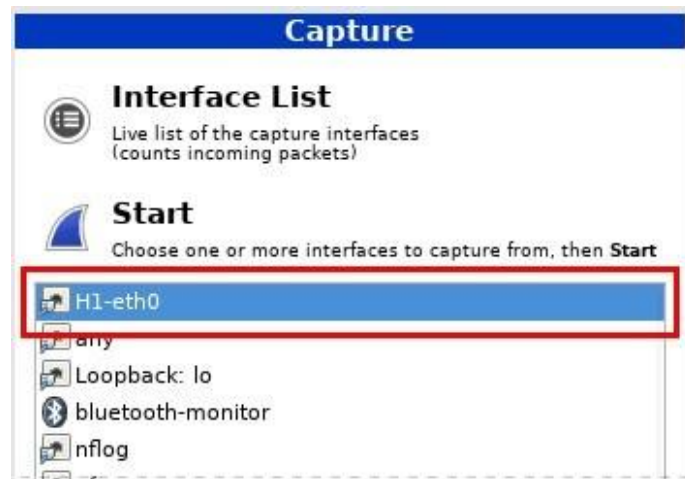 Capture
Interface List
Live list of the capture interfaces
(counts incoming packets)
Start
Choose one or more interfaces to capture from, then Start
H1-eth0
any
Loopback: lo
bluetooth-monitor
nflog